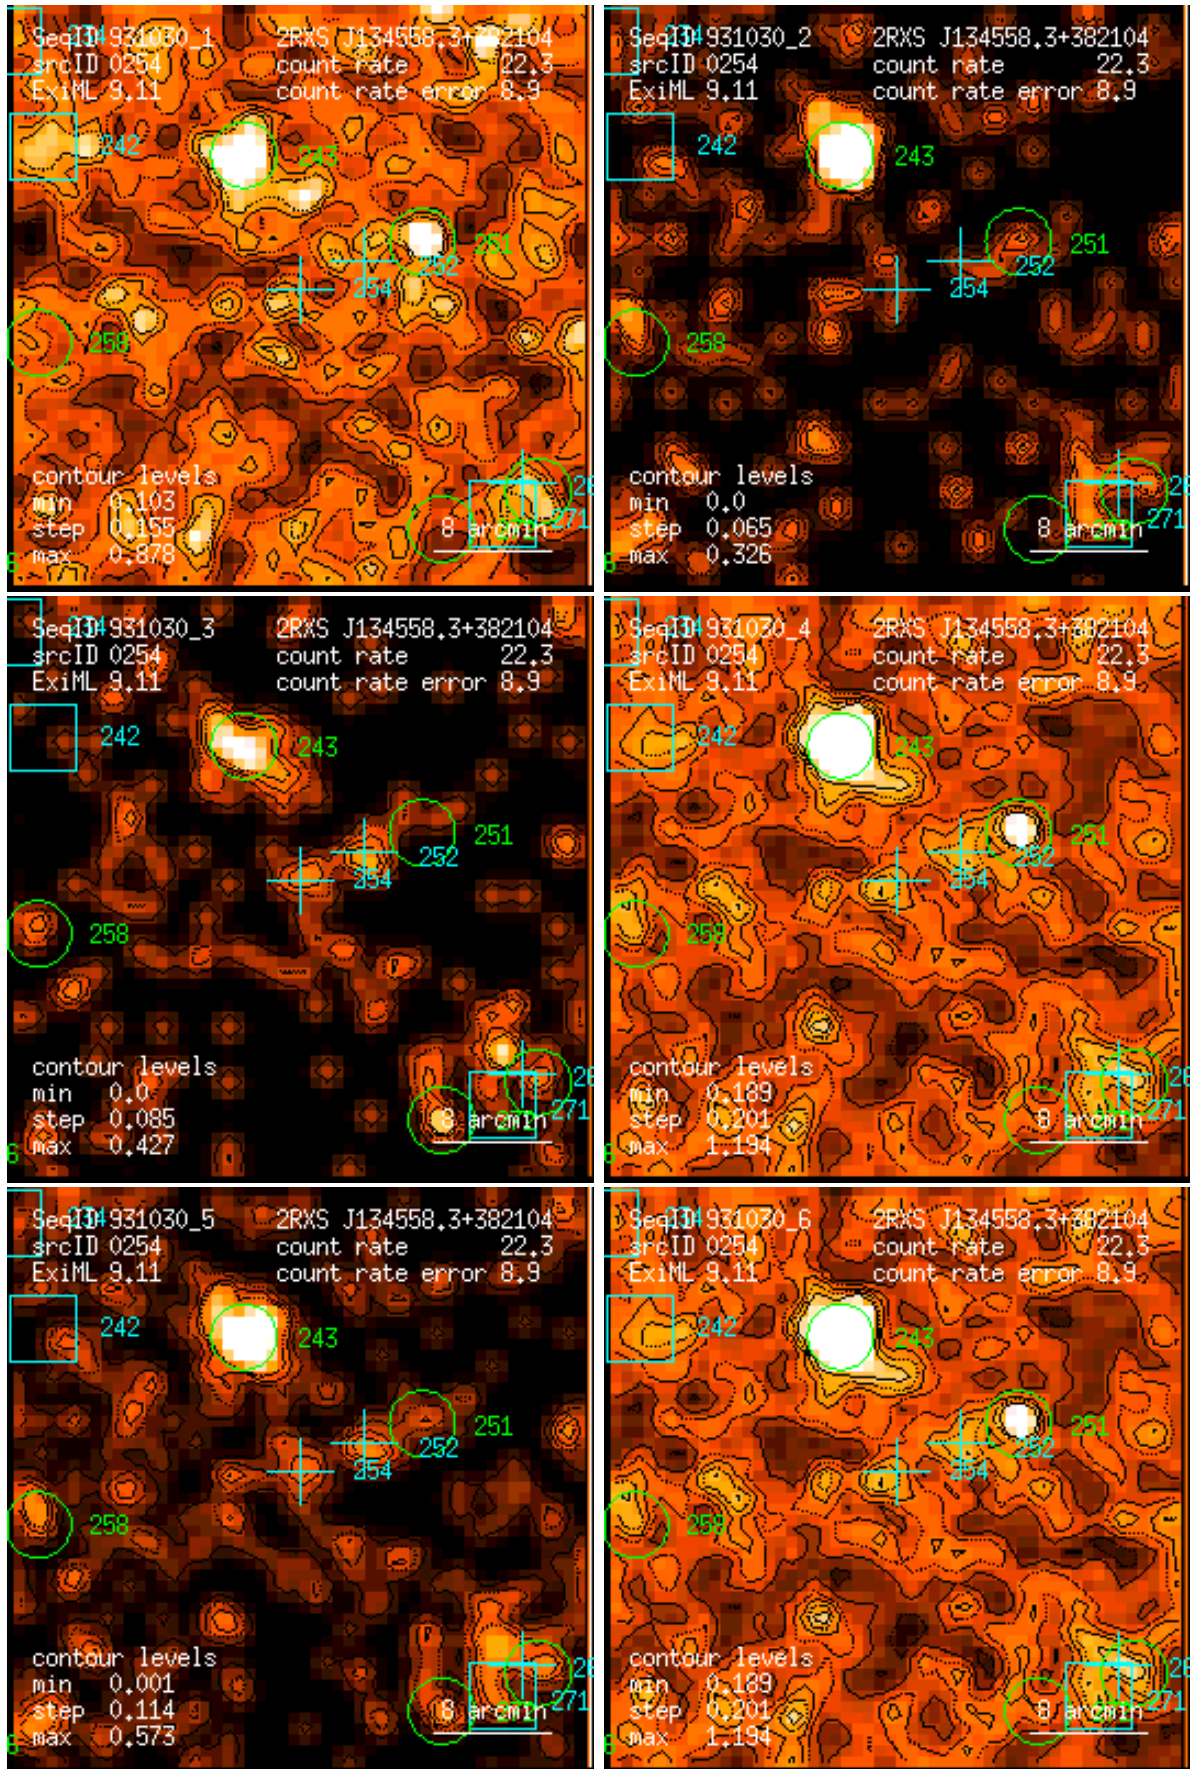 SeqID 931030_1 2RXS J134558.3+382104
234
srcID 0254 count rate 22.3
ExiML 9.11 count rate error 8.9
242
243
251
252
254
258
contour levels
min 0.103
step 0.155
max 0.878
8 arcmin
271
SeqID 931030_2 2RXS J134558.3+382104
234
srcID 0254 count rate 22.3
ExiML 9.11 count rate error 8.9
242
243
251
252
254
258
contour levels
min 0.0
step 0.065
max 0.326
8 arcmin
271
SeqID 931030_3 2RXS J134558.3+382104
234
srcID 0254 count rate 22.3
ExiML 9.11 count rate error 8.9
242
243
251
252
254
258
contour levels
min 0.0
step 0.085
max 0.427
8 arcmin
271
SeqID 931030_4 2RXS J134558.3+382104
234
srcID 0254 count rate 22.3
ExiML 9.11 count rate error 8.9
242
243
251
252
254
258
contour levels
min 0.189
step 0.201
max 1.194
8 arcmin
271
SeqID 931030_5 2RXS J134558.3+382104
234
srcID 0254 count rate 22.3
ExiML 9.11 count rate error 8.9
242
243
251
252
254
258
contour levels
min 0.001
step 0.114
max 0.573
8 arcmin
271
SeqID 931030_6 2RXS J134558.3+382104
234
srcID 0254 count rate 22.3
ExiML 9.11 count rate error 8.9
242
243
251
252
254
258
contour levels
min 0.189
step 0.201
max 1.194
8 arcmin
271